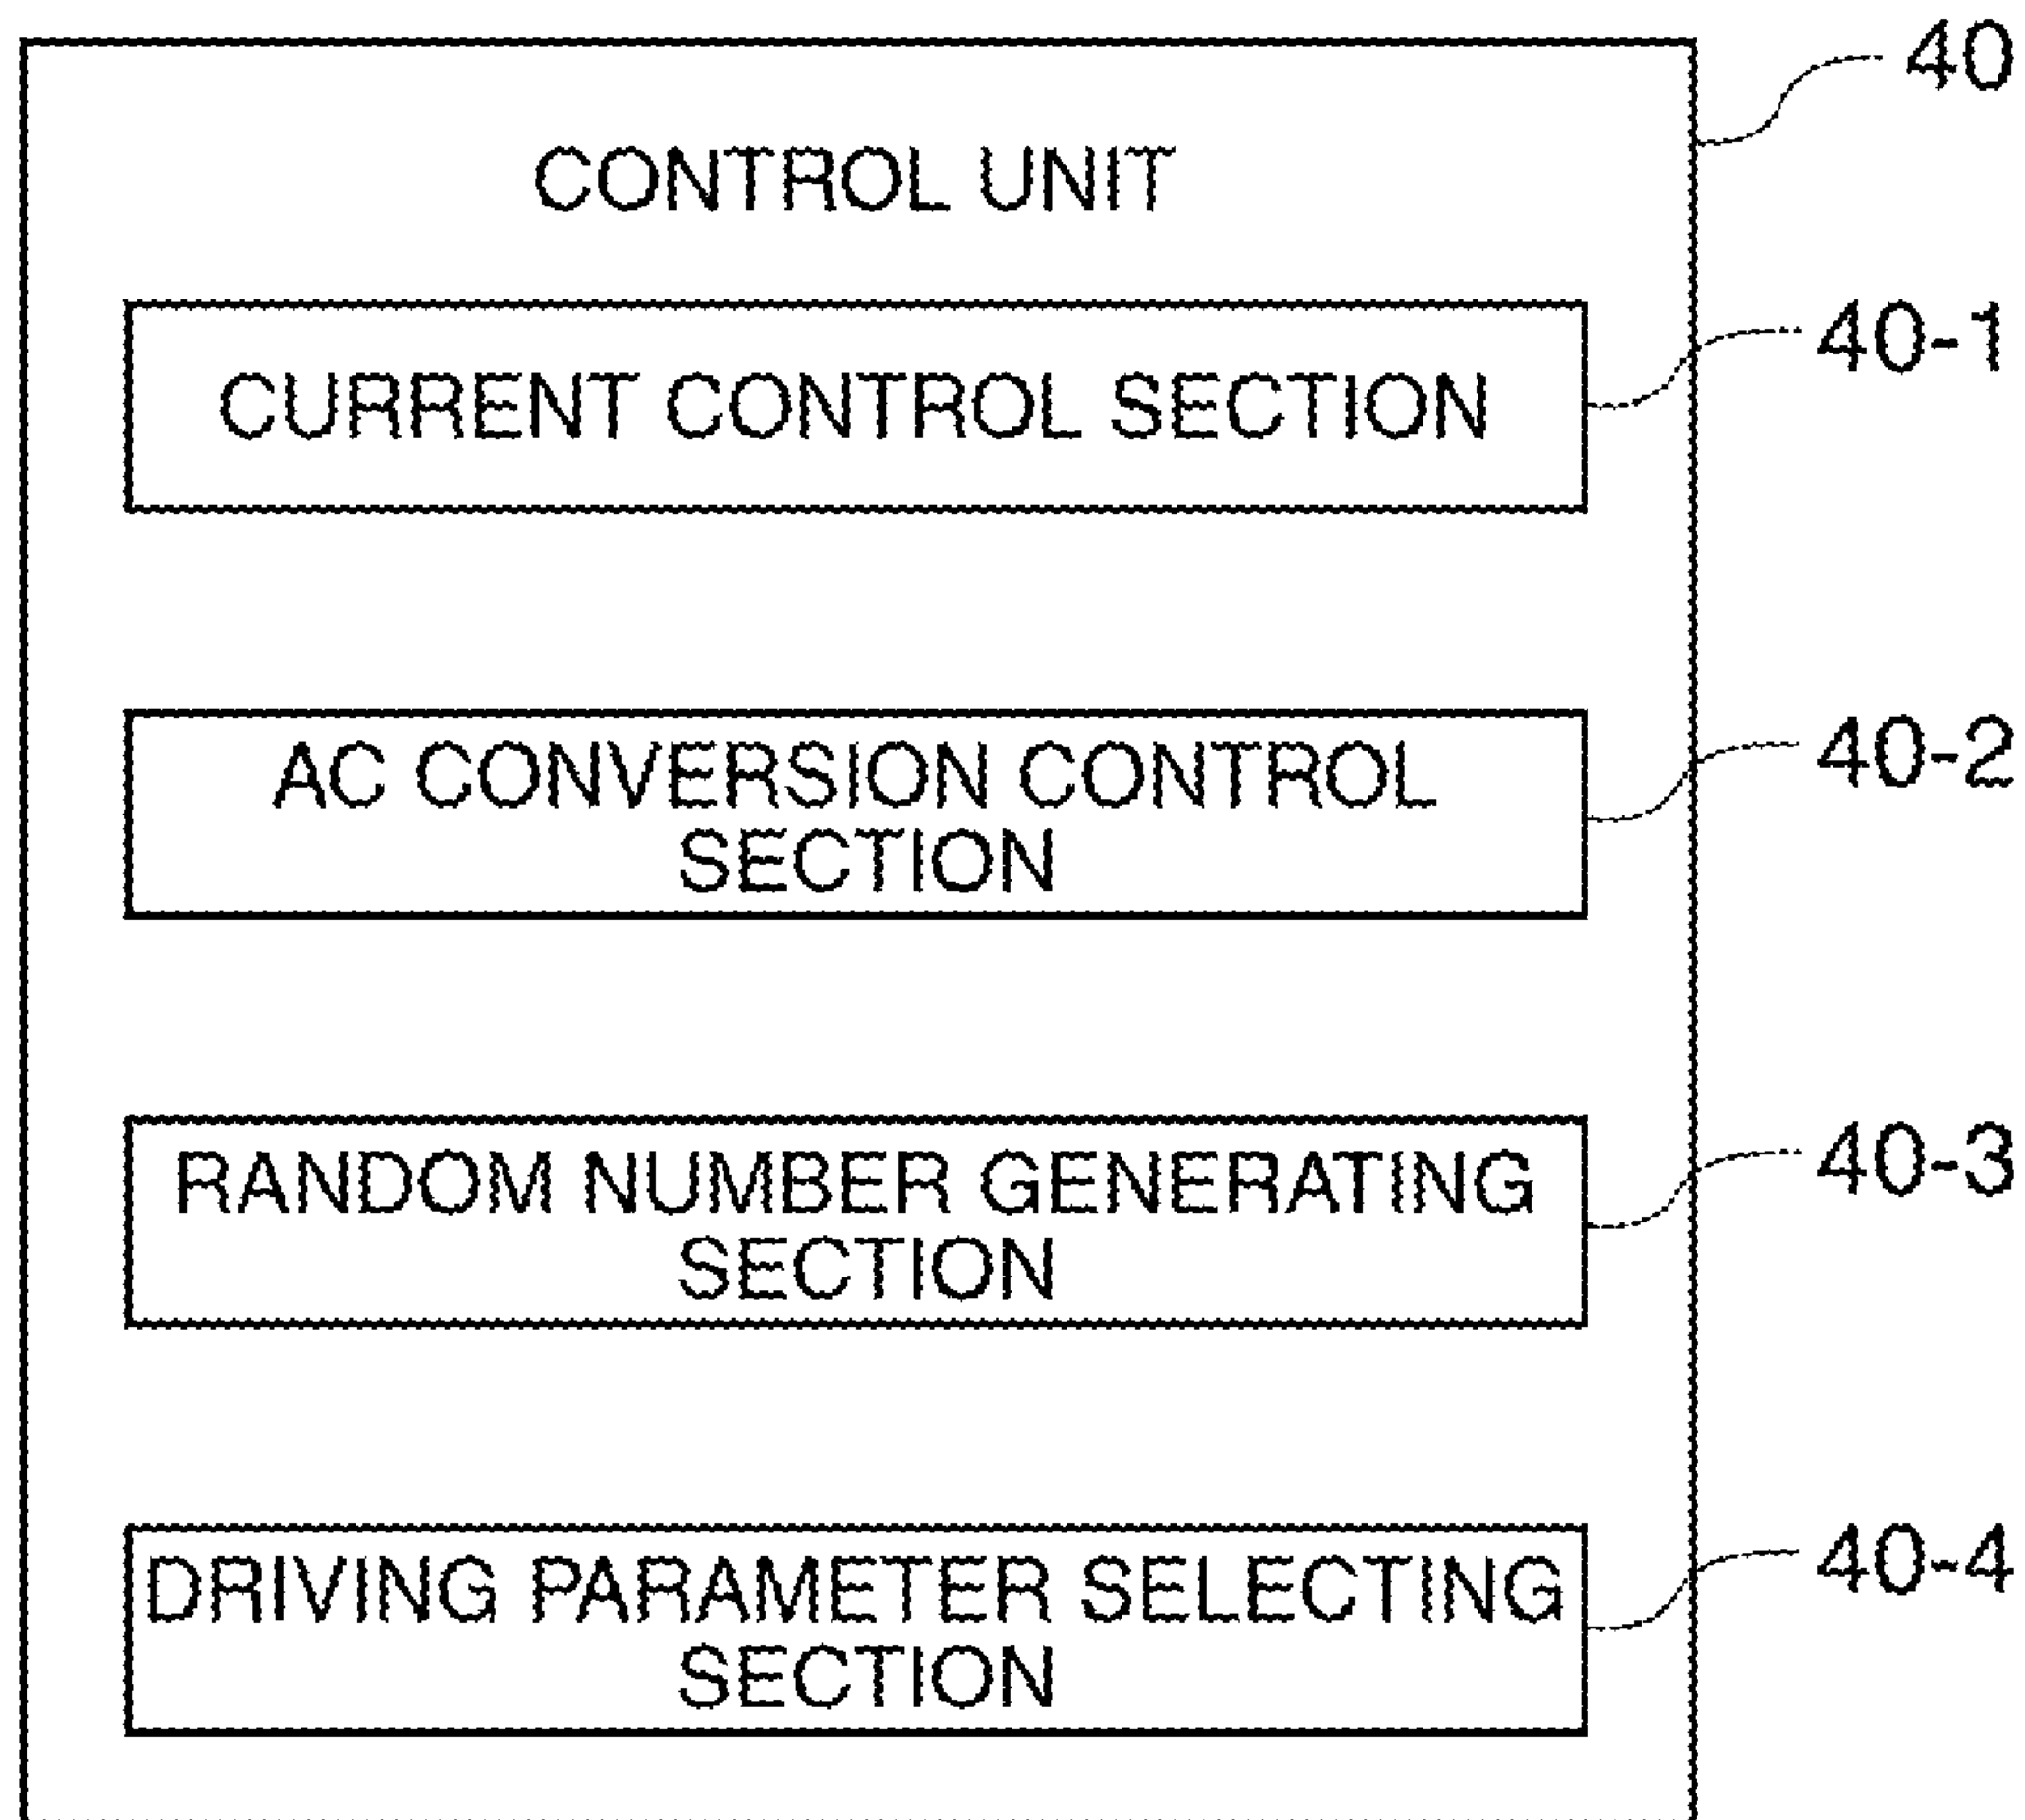 40
CONTROL UNIT
40-1
CURRENT CONTROL SECTION
40-2
AC CONVERSION CONTROL
SECTION
40-3
RANDOM NUMBER GENERATING
SECTION
40-4
DRIVING PARAMETER SELECTING
SECTION